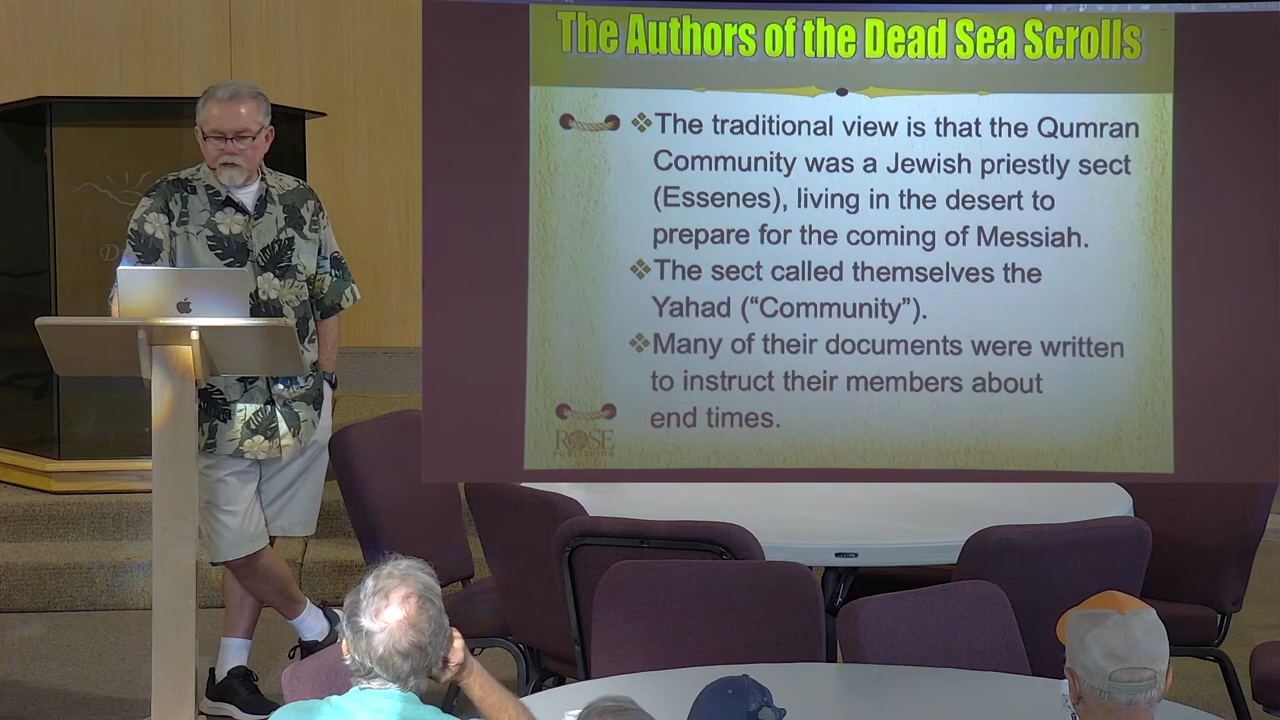 The Authors of the Dead Sea Scrolls
The traditional view is that the Qumran
Community was a Jewish priestly sect
(Essenes), living in the desert to
prepare for the coming of Messiah.
The sect called themselves the
Yahad (“Community”).
Many of their documents were written
to instruct their members about
end times.
ROSE
PUBLISHING